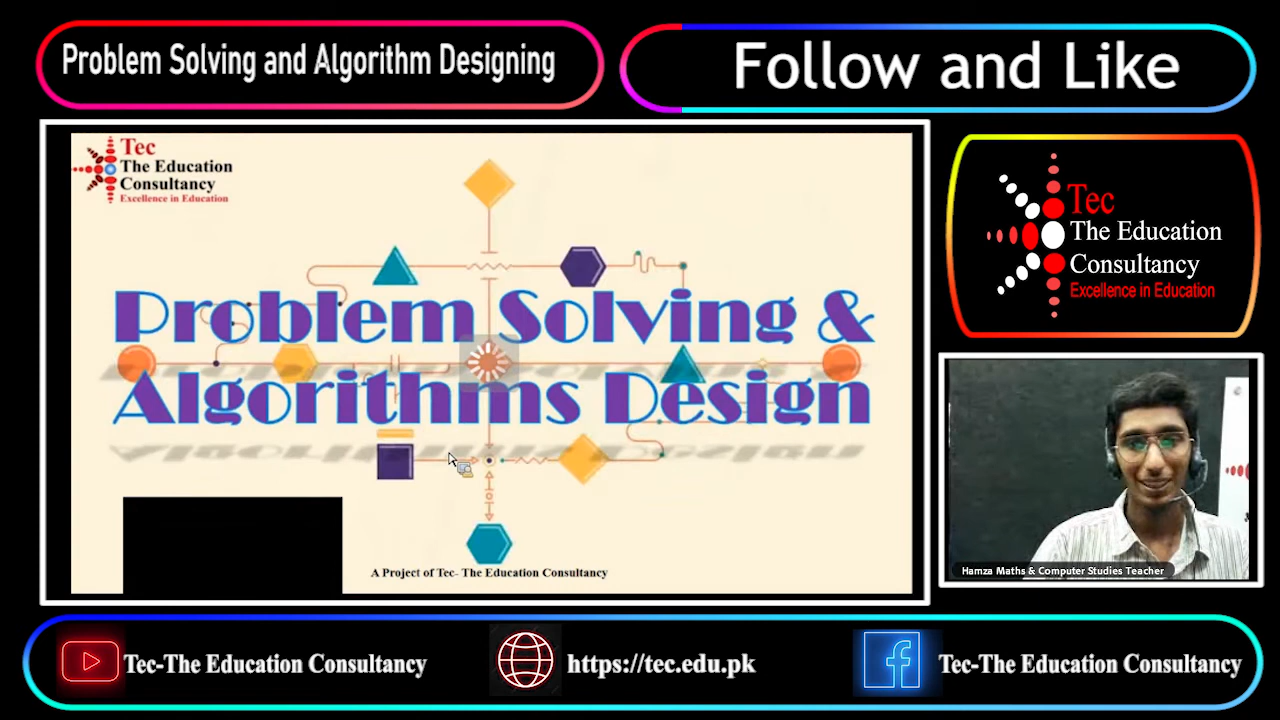 Problem Solving and Algorithm Designing
Follow and Like
Tec
The Education
Consultancy
Excellence in Education
Problem Solving &
Algorithms Design
A Project of Tec- The Education Consultancy
Tec
The Education
Consultancy
Excellence in Education
Hamza Maths & Computer Studies Teacher
Tec-The Education Consultancy
https://tec.edu.pk
Tec-The Education Consultancy